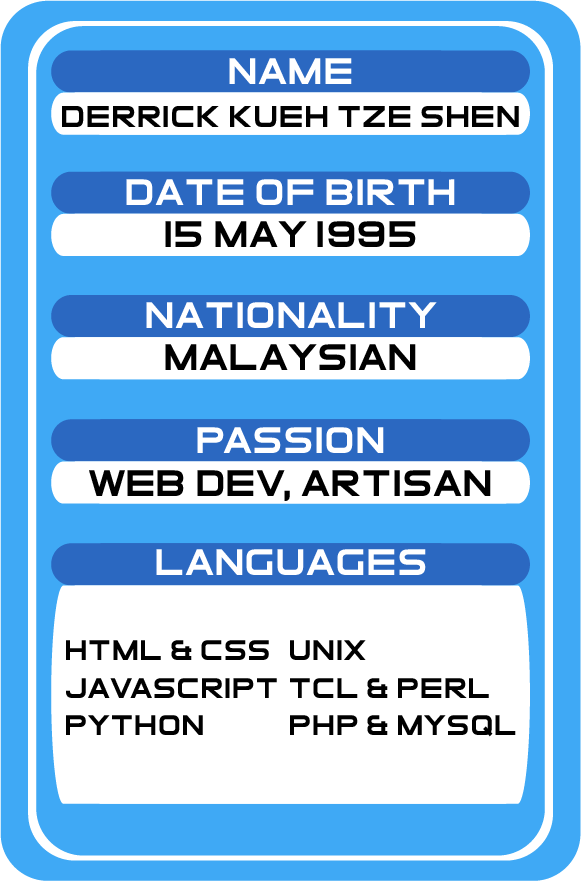 NAME
DERRICK KUEH TZE SHEN
DATE OF BIRTH
15 MAY 1995
NATIONALITY
MALAYSIAN
PASSION
WEB DEV, ARTISAN
LANGUAGES
HTML & CSS UNIX
JAVASCRIPT TCL & PERL
PYTHON PHP & MYSQL